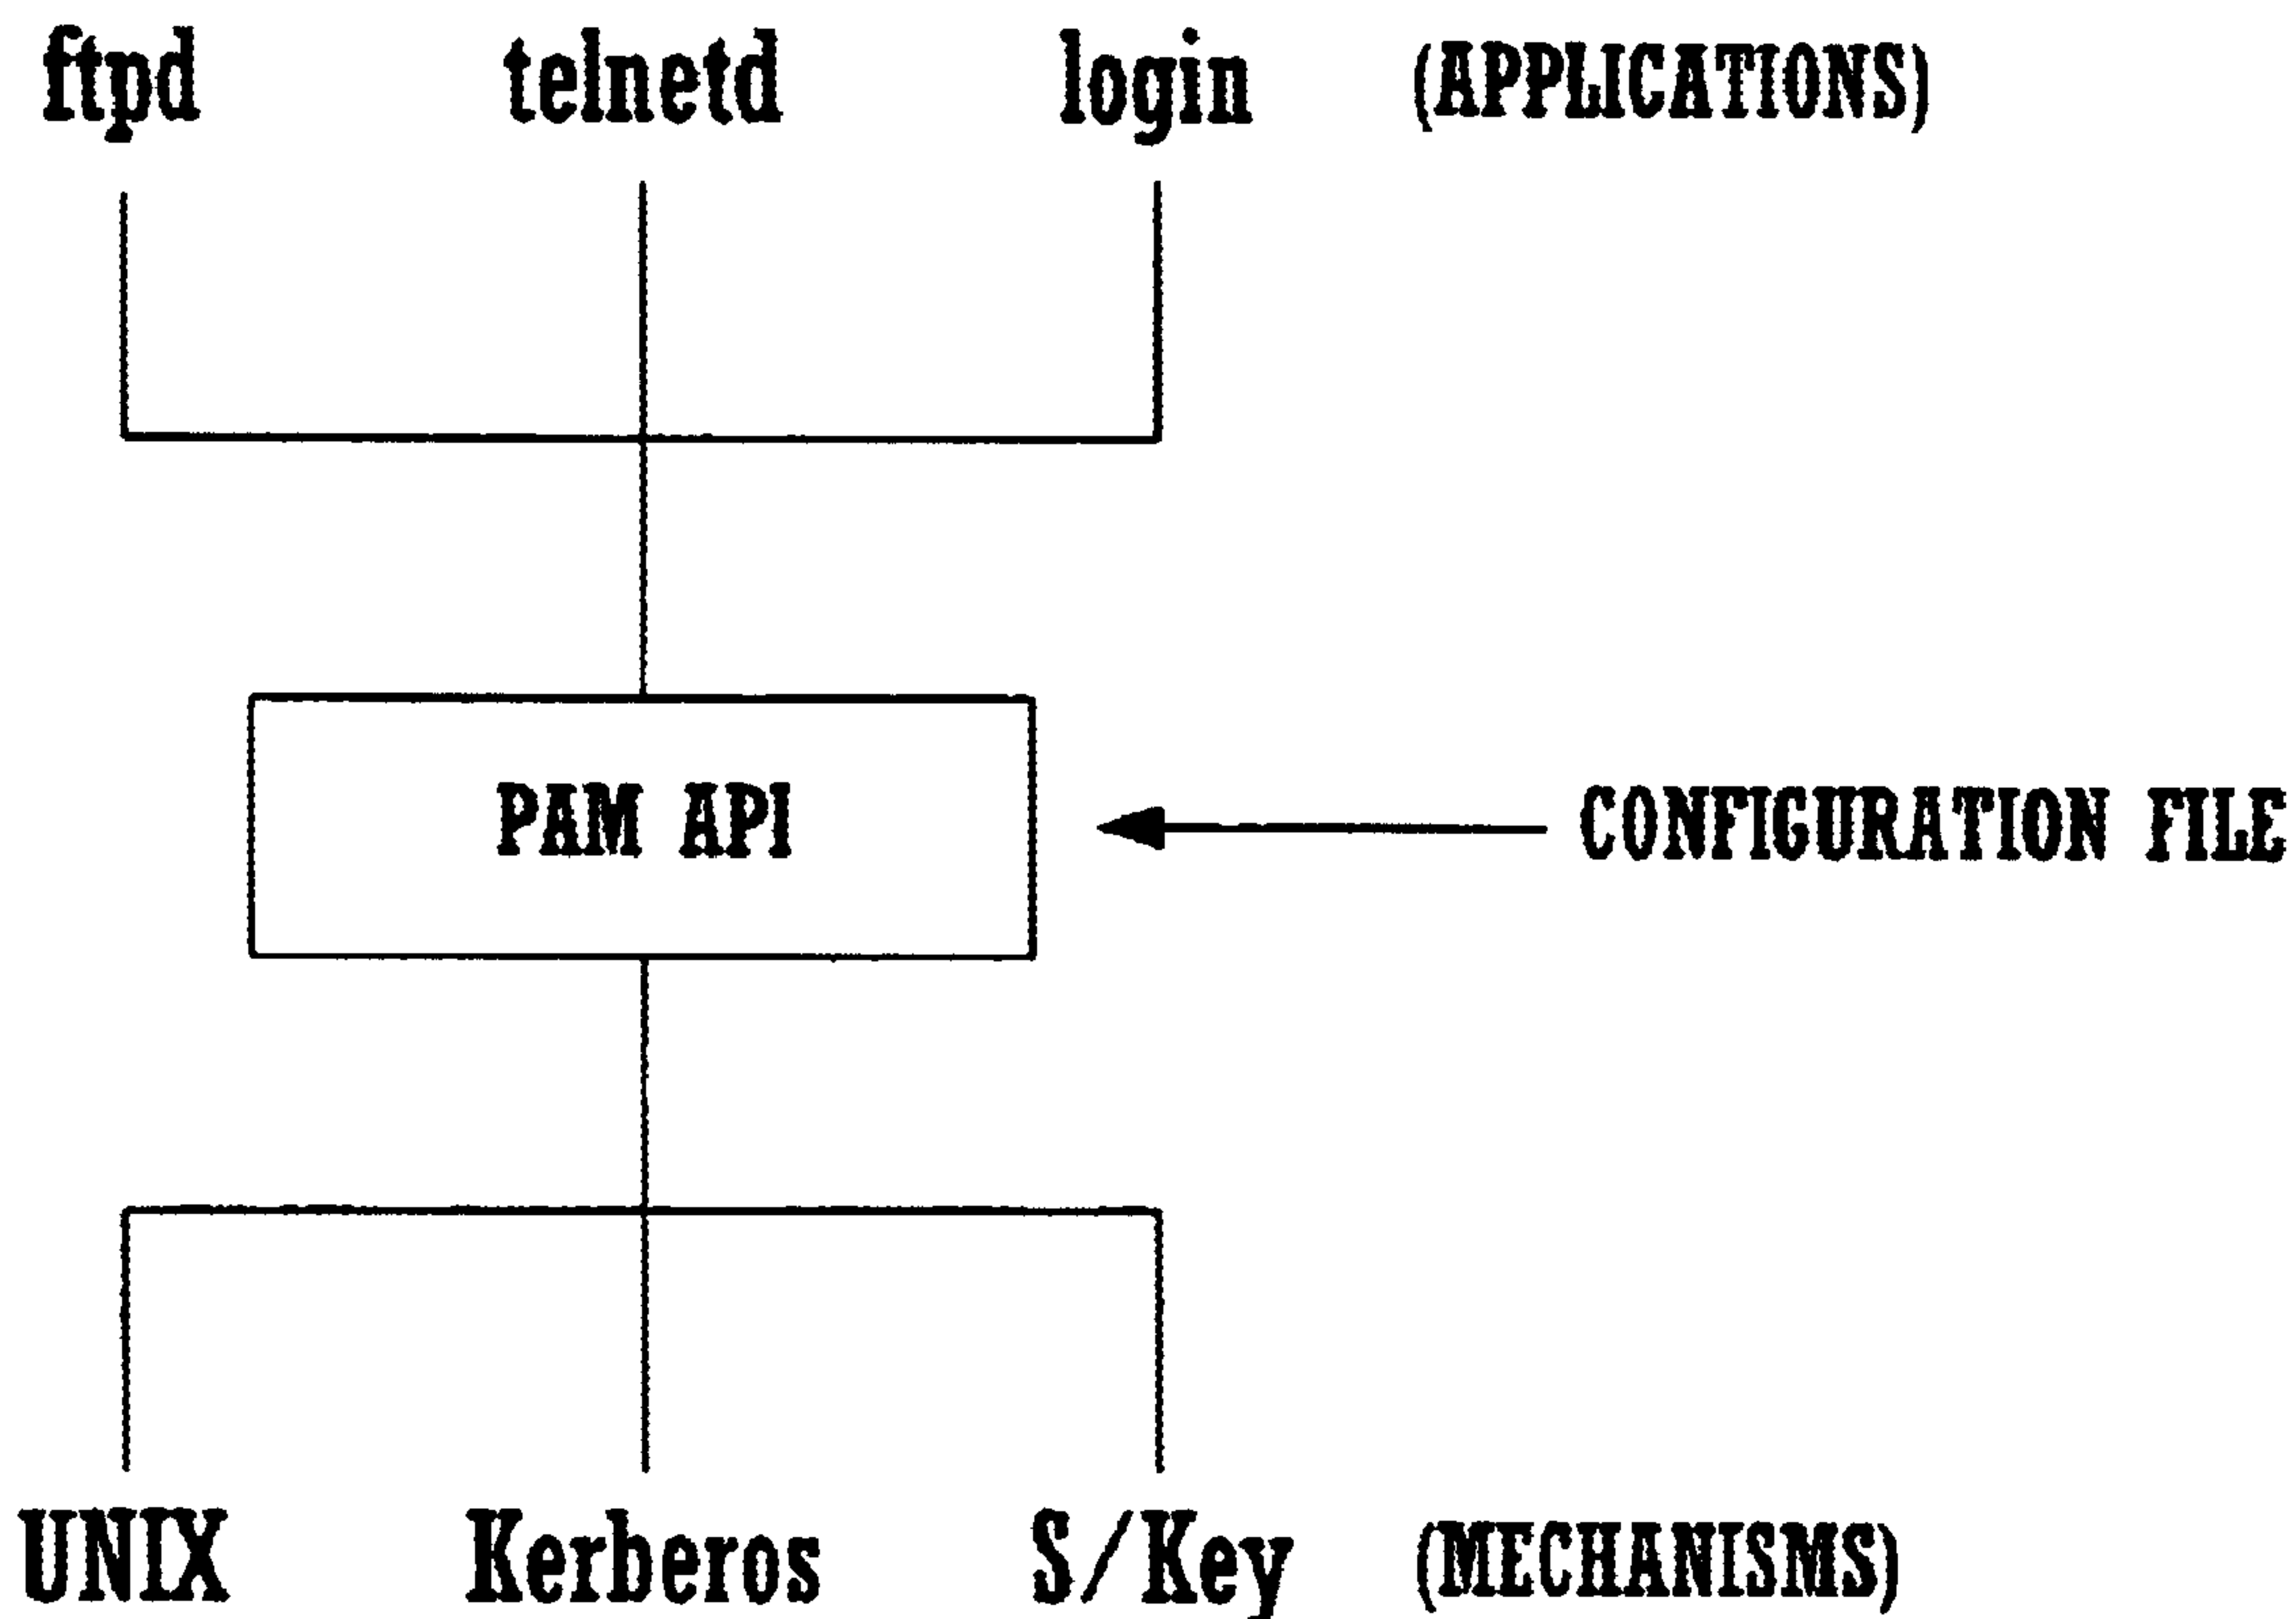 ftpd telnetd login (APPLICATIONS)
PAM API CONFIGURATION FILE
UNIX Kerberos S/Key (MECHANISMS)